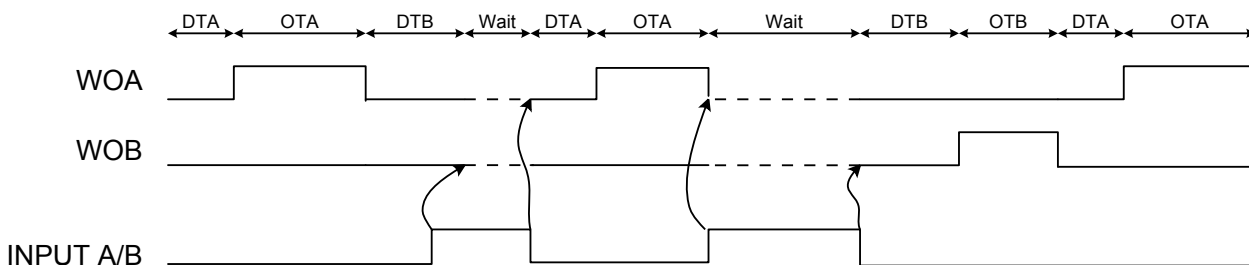 DTA OTA DTB Wait DTA OTA Wait DTB OTB DTA OTA
WOA
WOB
INPUT A/B